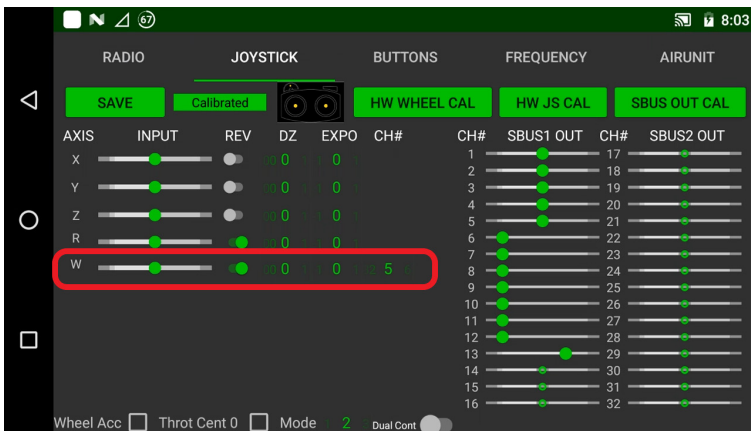 67 8:03
RADIO JOYSTICK BUTTONS FREQUENCY AIRUNIT
SAVE Calibrated HW WHEEL CAL HW JS CAL SBUS OUT CAL
AXIS INPUT REV DZ EXPO CH# CH# SBUS1 OUT CH# SBUS2 OUT
X 0 0 1 17
2 18
Y 0 0 3 19
4 20
Z 0 0 5 21
R 0 0 6 22
7 23
W 0 0 5 8 24
9 25
10 26
11 27
12 28
13 29
14 30
15 31
16 32
Wheel Acc Throt Cent 0 Mode 2 Dual Cont